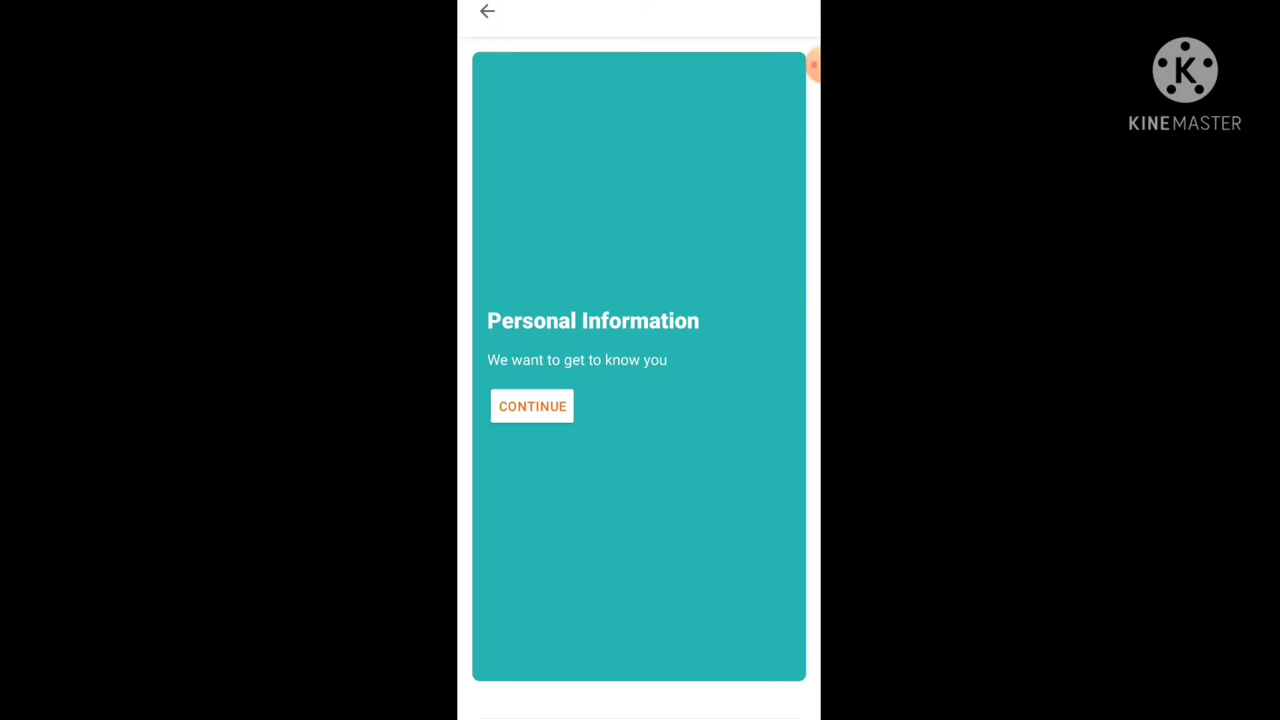 Personal Information
We want to get to know you
CONTINUE
K
KINEMASTER